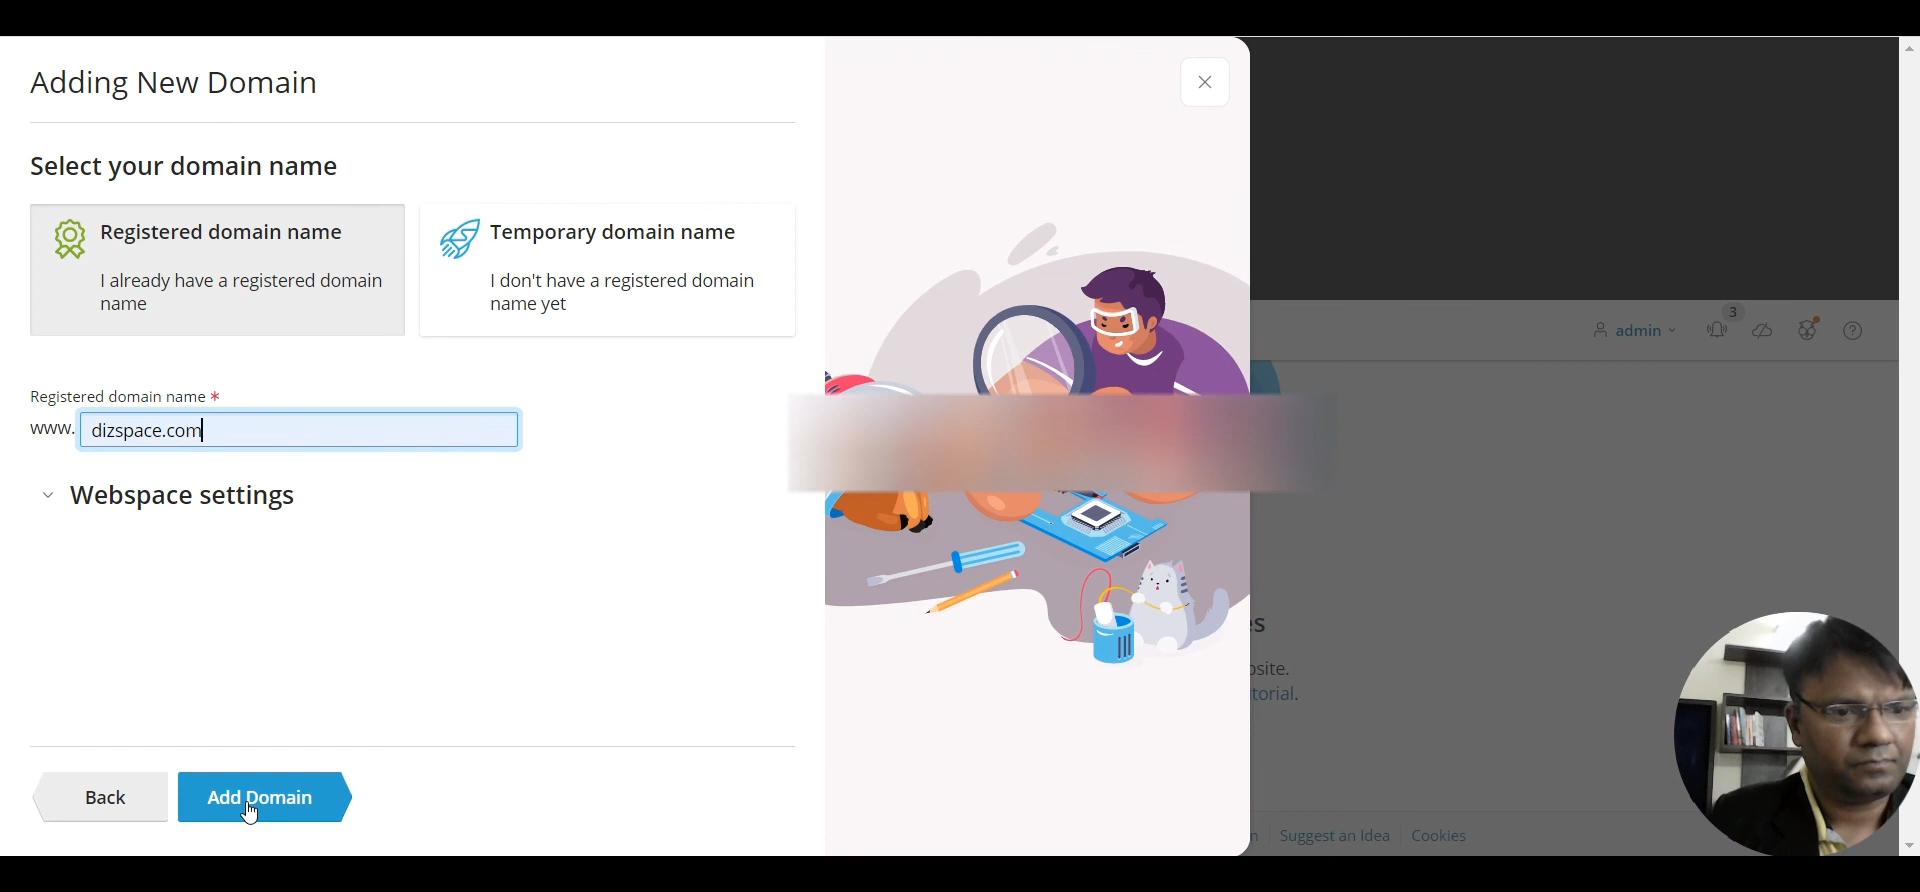 Adding New Domain
Select your domain name
Registered domain name
I already have a registered domain
name
Temporary domain name
I don't have a registered domain
name yet
Registered domain name *
www. dizspace.com
Webspace settings
Back
Add Domain
3
admin
es
osite.
torial.
n
Suggest an Idea
Cookies